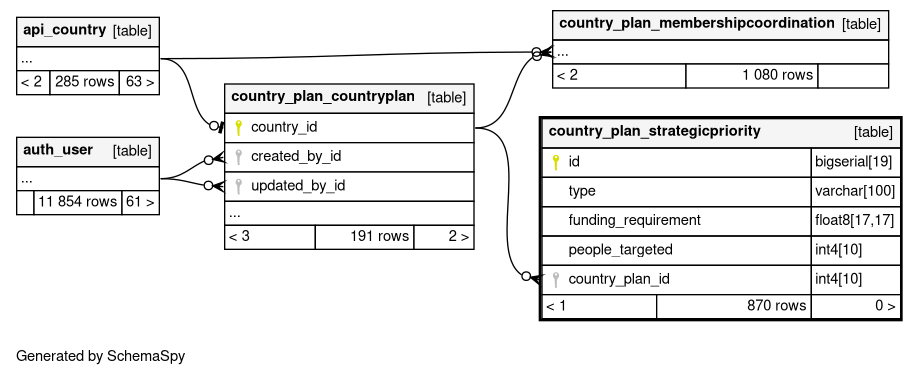 api_country [table]
...
< 2 285 rows 63 >
auth_user [table]
...
11 854 rows 61 >
country_plan_countryplan [table]
country_id
created_by_id
updated_by_id
...
< 3 191 rows 2 >
country_plan_membershipcoordination [table]
...
< 2 1 080 rows
country_plan_strategicpriority [table]
id bigserial[19]
type varchar[100]
funding_requirement float8[17,17]
people_targeted int4[10]
country_plan_id int4[10]
< 1 870 rows 0 >
Generated by SchemaSpy